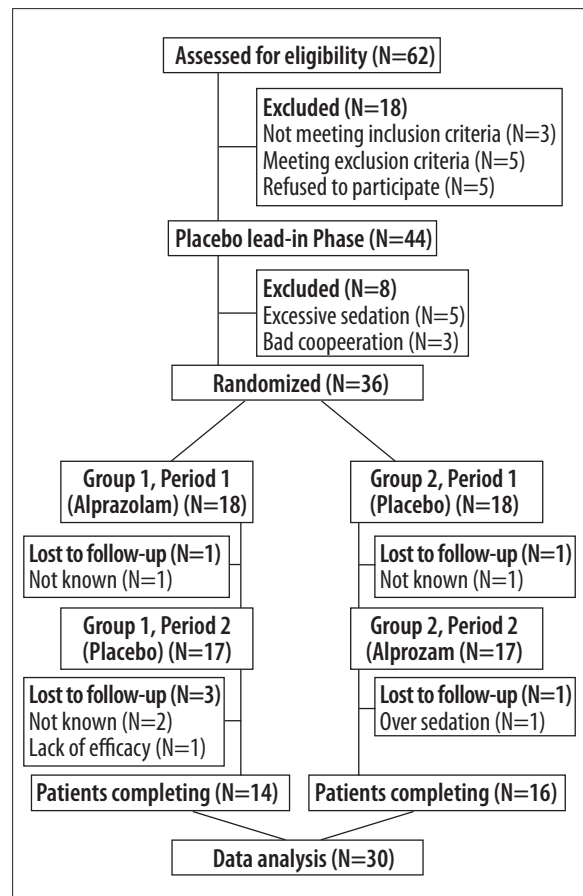 Assessed for eligibility (N=62)
Excluded (N=18)
Not meeting inclusion criteria (N=3)
Meeting exclusion criteria (N=5)
Refused to participate (N=5)
Placebo lead-in Phase (N=44)
Excluded (N=8)
Excessive sedation (N=5)
Bad coopeeration (N=3)
Randomized (N=36)
Group 1, Period 1
(Alprazolam) (N=18)
Group 2, Period 1
(Placebo) (N=18)
Lost to follow-up (N=1)
Not known (N=1)
Lost to follow-up (N=1)
Not known (N=1)
Group 1, Period 2
(Placebo) (N=17)
Group 2, Period 2
(Alprozam (N=17)
Lost to follow-up (N=3)
Not known (N=2)
Lack of efficacy (N=1)
Lost to follow-up (N=1)
Over sedation (N=1)
Patients completing (N=14)
Patients completing (N=16)
Data analysis (N=30)